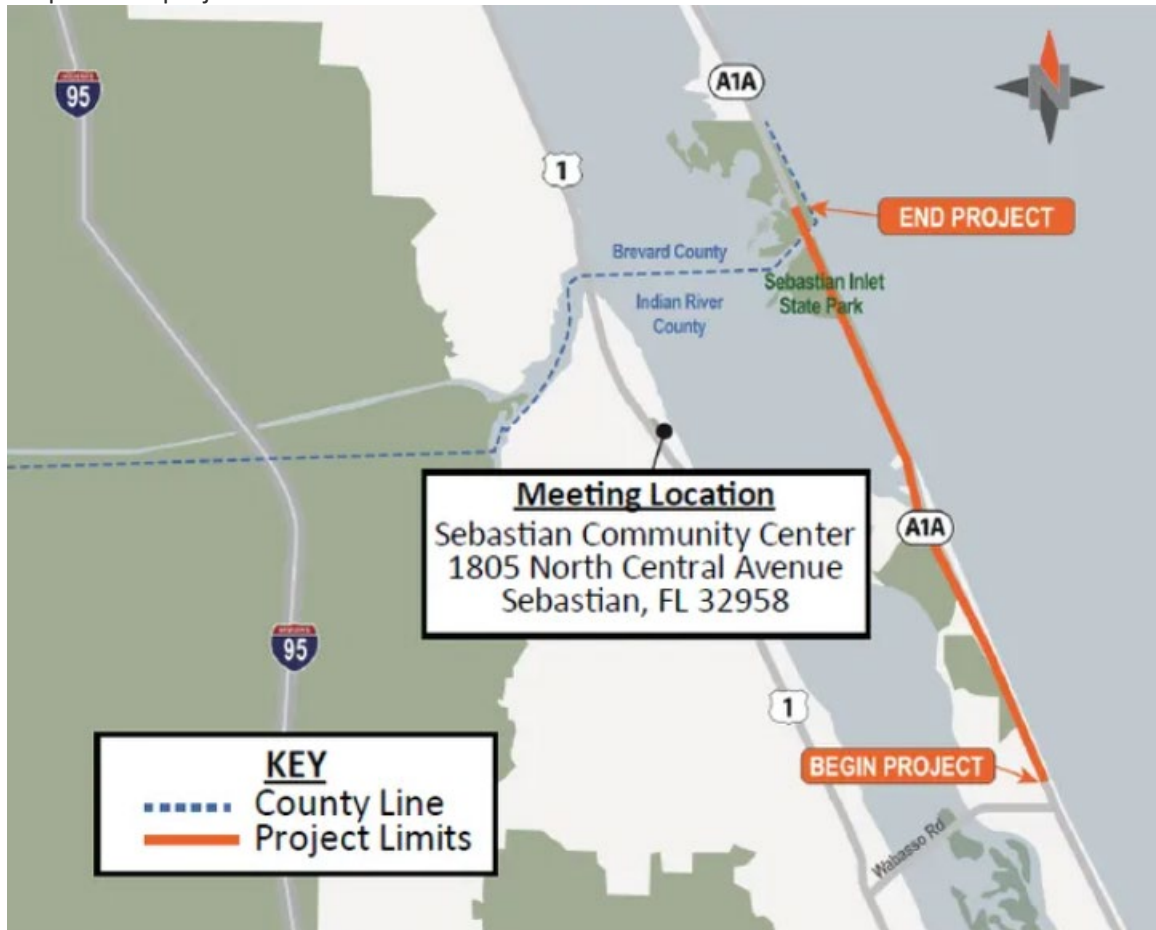 95
A1A
1
END PROJECT
Brevard County
Sebastian Inlet
State Park
Indian River
County
Meeting Location
Sebastian Community Center
1805 North Central Avenue
Sebastian, FL 32958
A1A
95
1
BEGIN PROJECT
KEY
County Line
Project Limits
Wabasso Rd
N